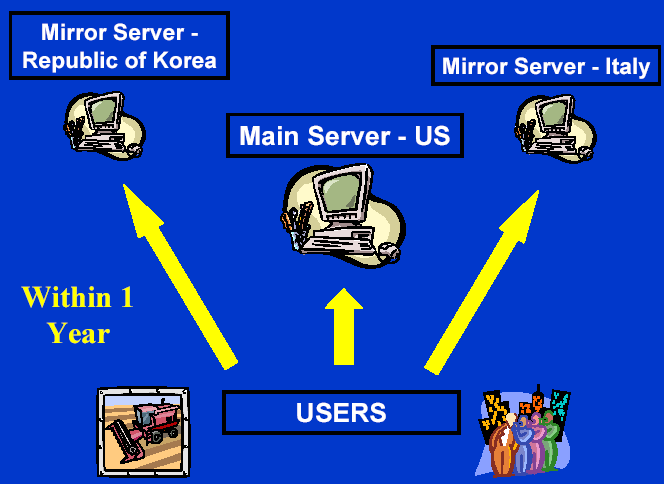 Mirror Server -
Republic of Korea
Mirror Server - Italy
Main Server - US
Within 1
Year
USERS